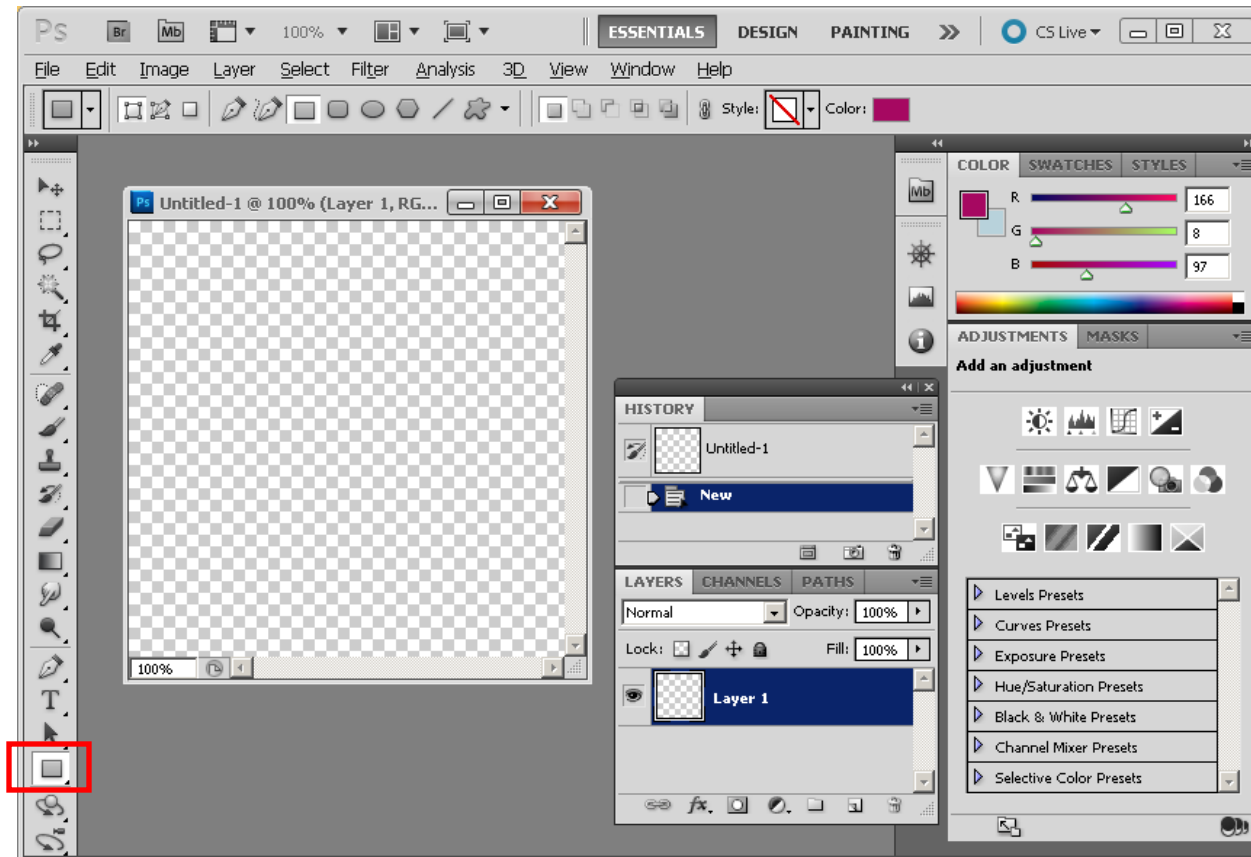 Ps Br Mb 100% ESSENTIALS DESIGN PAINTING CS Live
File Edit Image Layer Select Filter Analysis 3D View Window Help
Style: Color:
Untitled-1 @ 100% (Layer 1, RG...
Ps
100%
Mb
COLOR SWATCHES STYLES
R 166
G 8
B 97
ADJUSTMENTS MASKS
Add an adjustment
Levels Presets
Curves Presets
Exposure Presets
Hue/Saturation Presets
Black & White Presets
Channel Mixer Presets
Selective Color Presets
HISTORY
Untitled-1
New
LAYERS CHANNELS PATHS
Normal Opacity: 100%
Lock: Fill: 100%
Layer 1
fx.
T